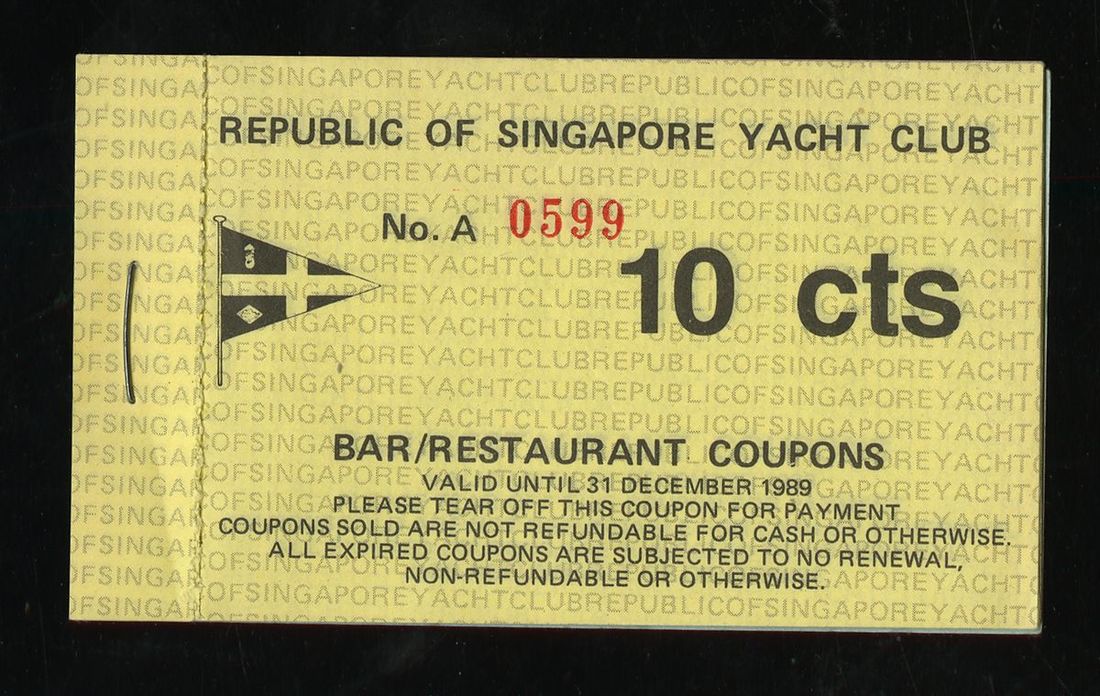 REPUBLIC OF SINGAPORE YACHT CLUB
No. A 0599
10 cts
BAR/RESTAURANT COUPONS
VALID UNTIL 31 DECEMBER 1989
PLEASE TEAR OFF THIS COUPON FOR PAYMENT
COUPONS SOLD ARE NOT REFUNDABLE FOR CASH OR OTHERWISE.
ALL EXPIRED COUPONS ARE SUBJECTED TO NO RENEWAL,
NON-REFUNDABLE OR OTHERWISE.